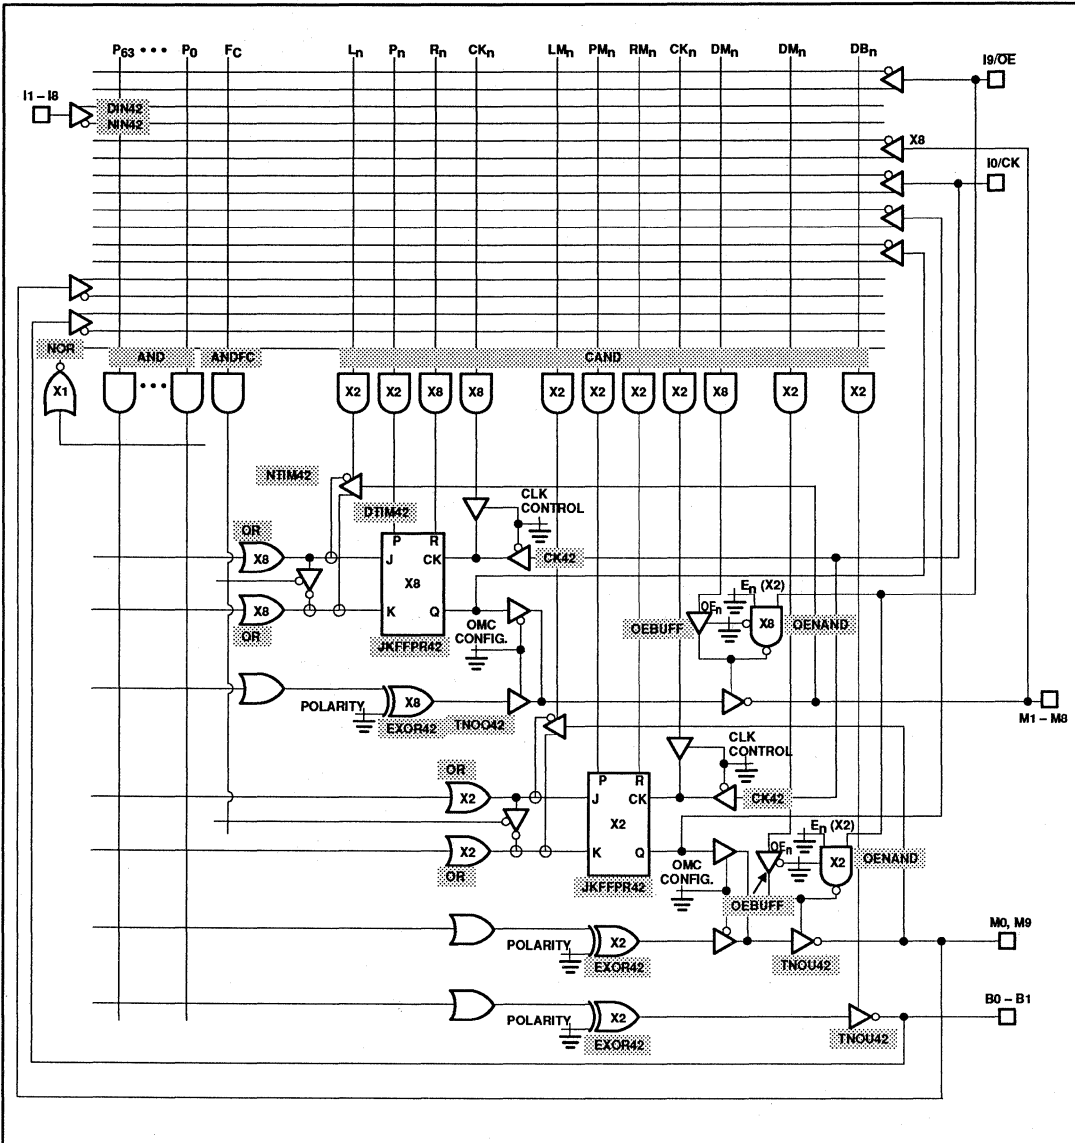 P63 ••• P0 FC Ln Pn Rn CKn LMn PMn RMn CKn DMn DMn DBn
I9/OE
I1 – I8
DIN42
NIN42
X8
I0/CK
NOR AND ANDFC CAND
X1 ••• X2 X2 X8 X8 X2 X2 X2 X2 X8 X2 X2
NTIM42
CLK
CONTROL
DTIM42
OR
P R
X8 J CK CK42
X8
En (X2)
OEn
X8 K Q OMC
CONFIG.
OEBUFF X8 OENAND
OR
JKFFPR42
POLARITY X8
EXOR42 TNOO42
M1 – M8
CLK
CONTROL
OR
P R
X2 J CK CK42
X2
En (X2)
OEn
X2 K Q OMC
CONFIG.
X2 OENAND
OR
JKFFPR42
OEBUFF
POLARITY X2
EXOR42
TNOU42
M0, M9
POLARITY X2
EXOR42
TNOU42
B0 – B1